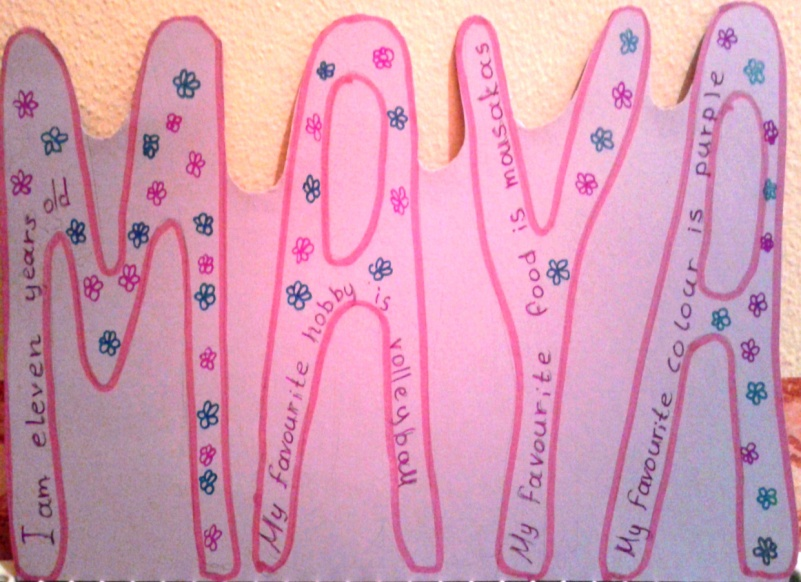 MAYA
I am eleven years old
My favourite hobby is volleyball
My favourite food is mousakas
My favourite colour is purple